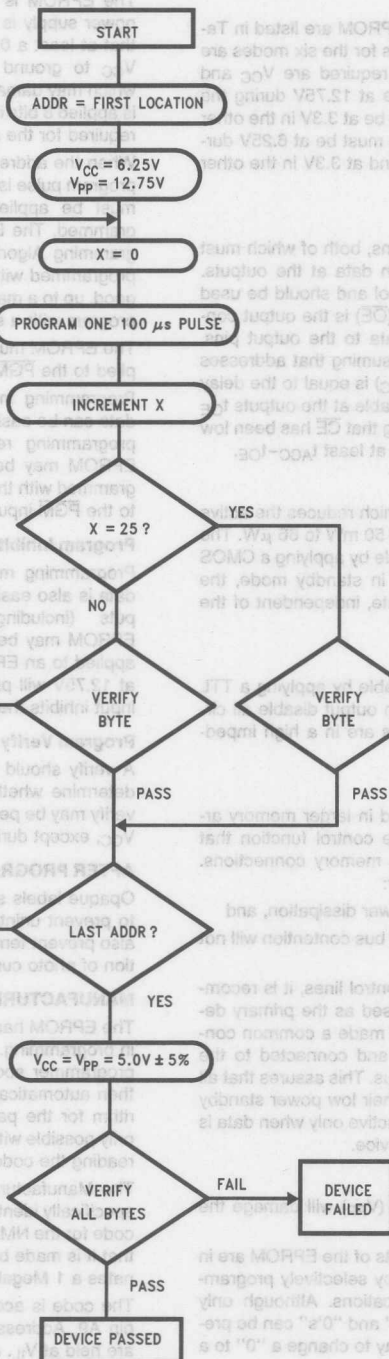 START
ADDR = FIRST LOCATION
VCC = 6.25V
VPP = 12.75V
X = 0
PROGRAM ONE 100 μs PULSE
INCREMENT X
X = 25?
YES
NO
VERIFY
BYTE
VERIFY
BYTE
PASS
PASS
LAST ADDR?
YES
VCC = VPP = 5.0V ± 5%
VERIFY
ALL BYTES
FAIL
DEVICE
FAILED
PASS
DEVICE PASSED